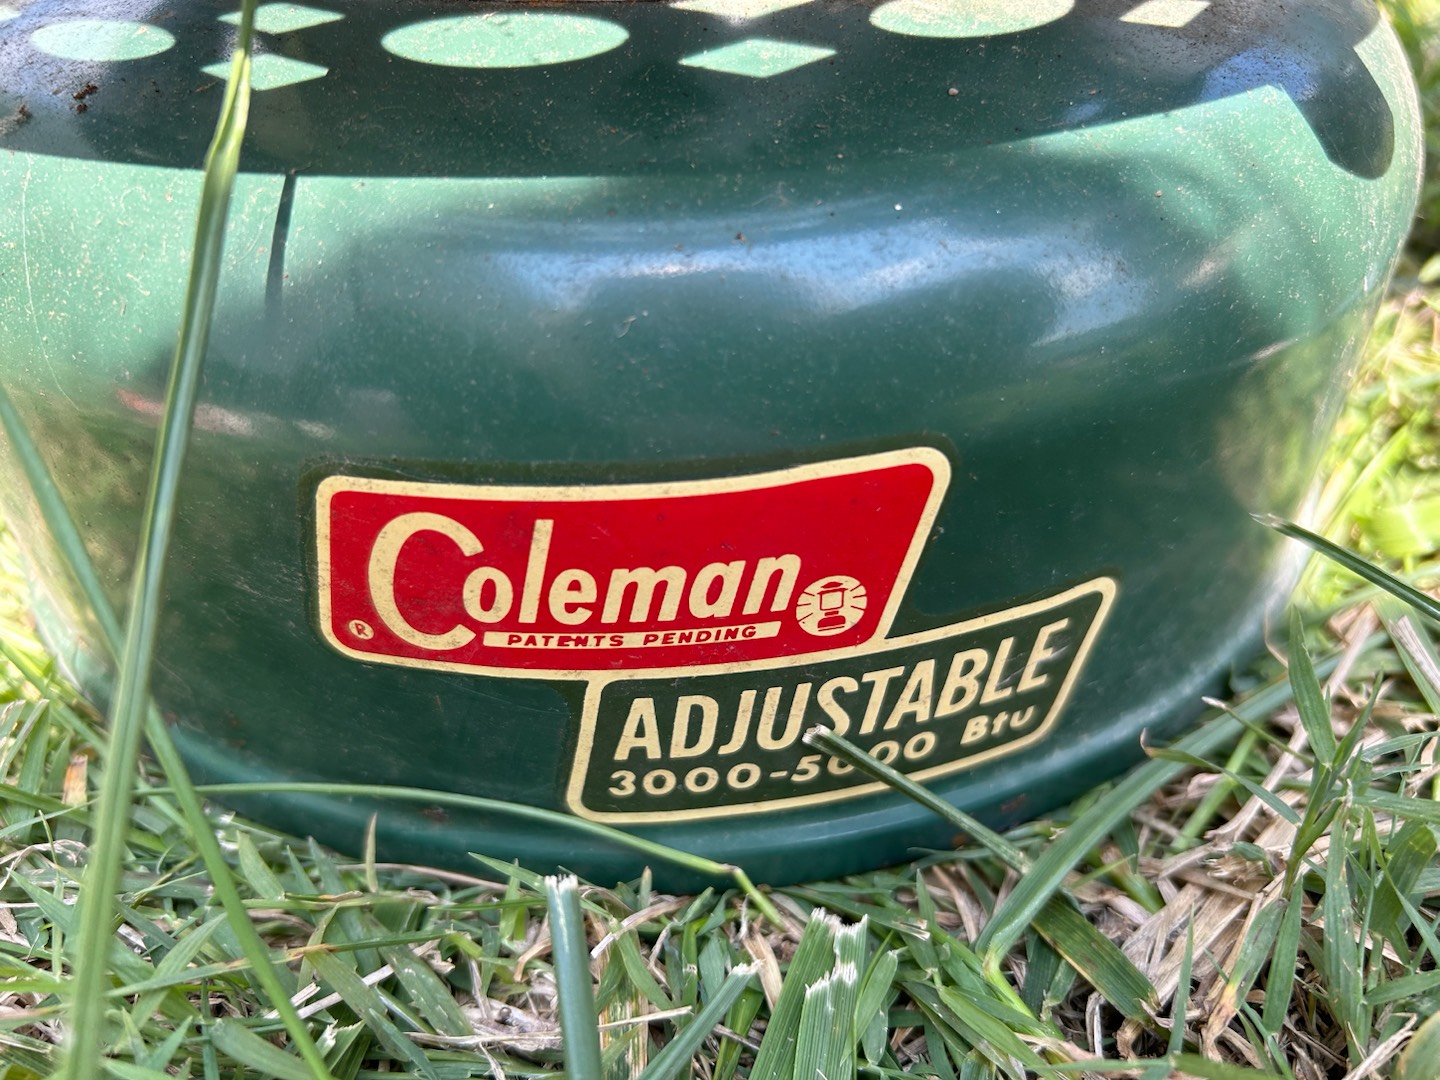 Coleman
® PATENTS PENDING
ADJUSTABLE
3000-5000 Btu